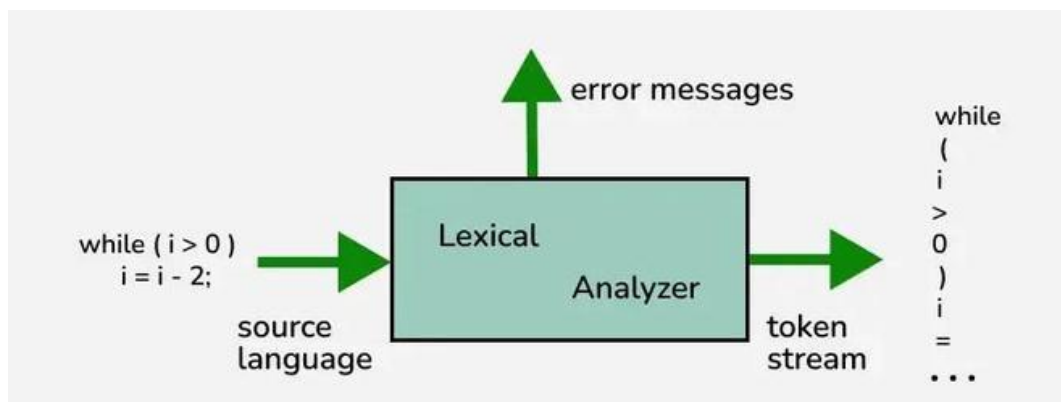 error messages
while ( i > 0 )
i = i - 2;
source
language
Lexical
Analyzer
token
stream
while
(
i
>
0
)
i
=
...